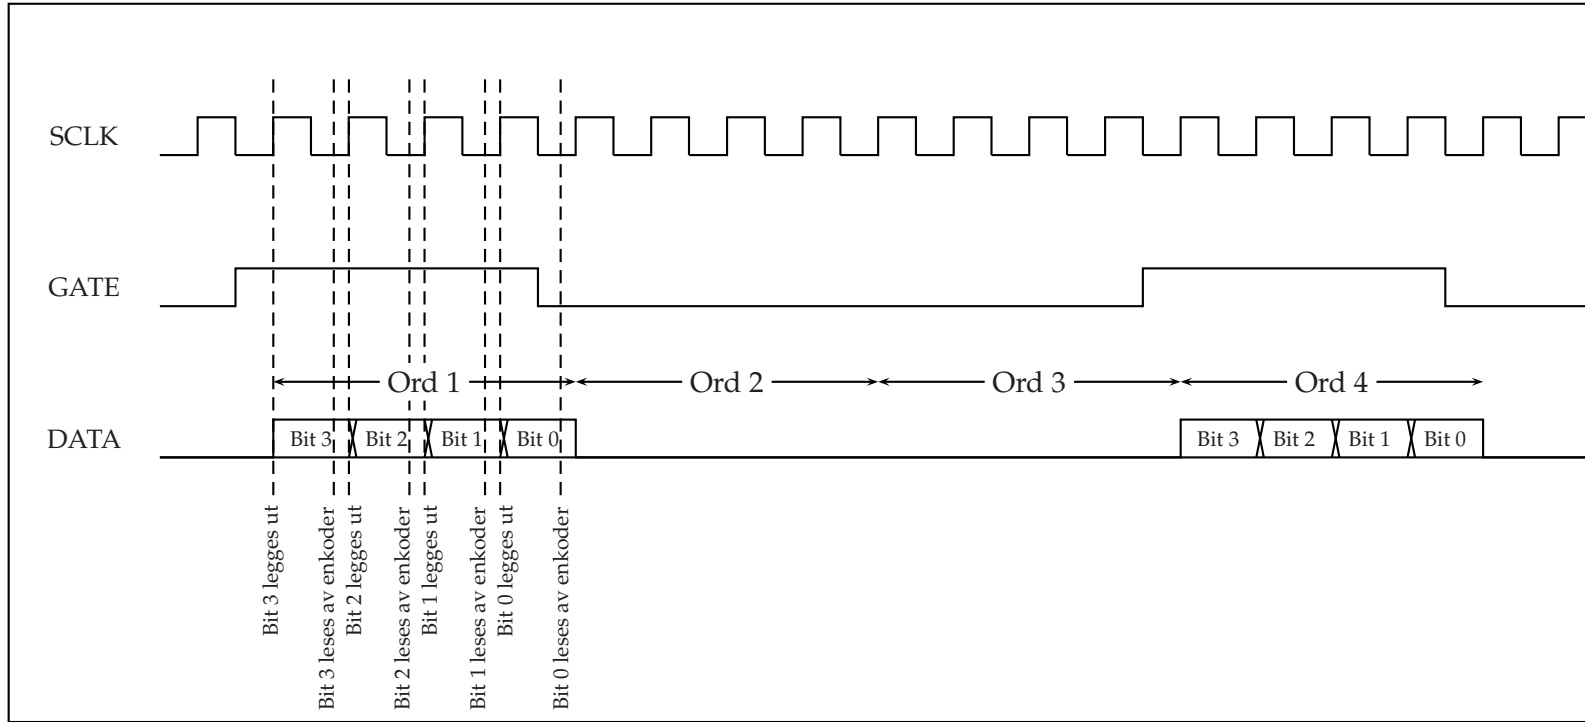 SCLK
GATE
Ord 1
Ord 2
Ord 3
Ord 4
DATA
Bit 3
Bit 2
Bit 1
Bit 0
Bit 3
Bit 2
Bit 1
Bit 0
Bit 3 legges ut
Bit 3 leses av enkoder
Bit 2 legges ut
Bit 2 leses av enkoder
Bit 1 legges ut
Bit 1 leses av enkoder
Bit 0 legges ut
Bit 0 leses av enkoder